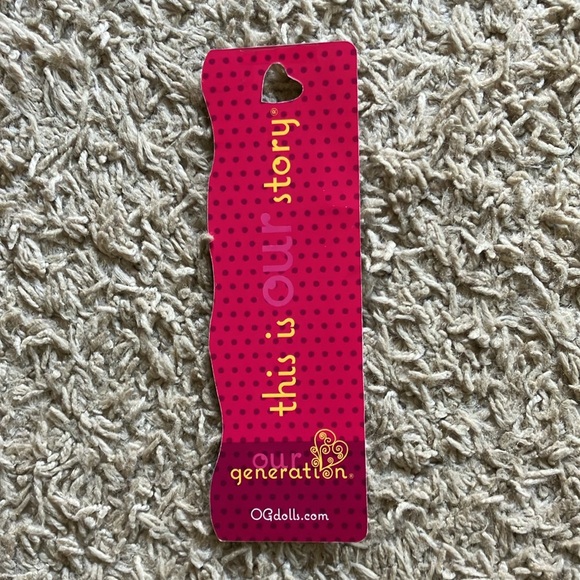 this is our story®
our
generation®
OGdolls.com